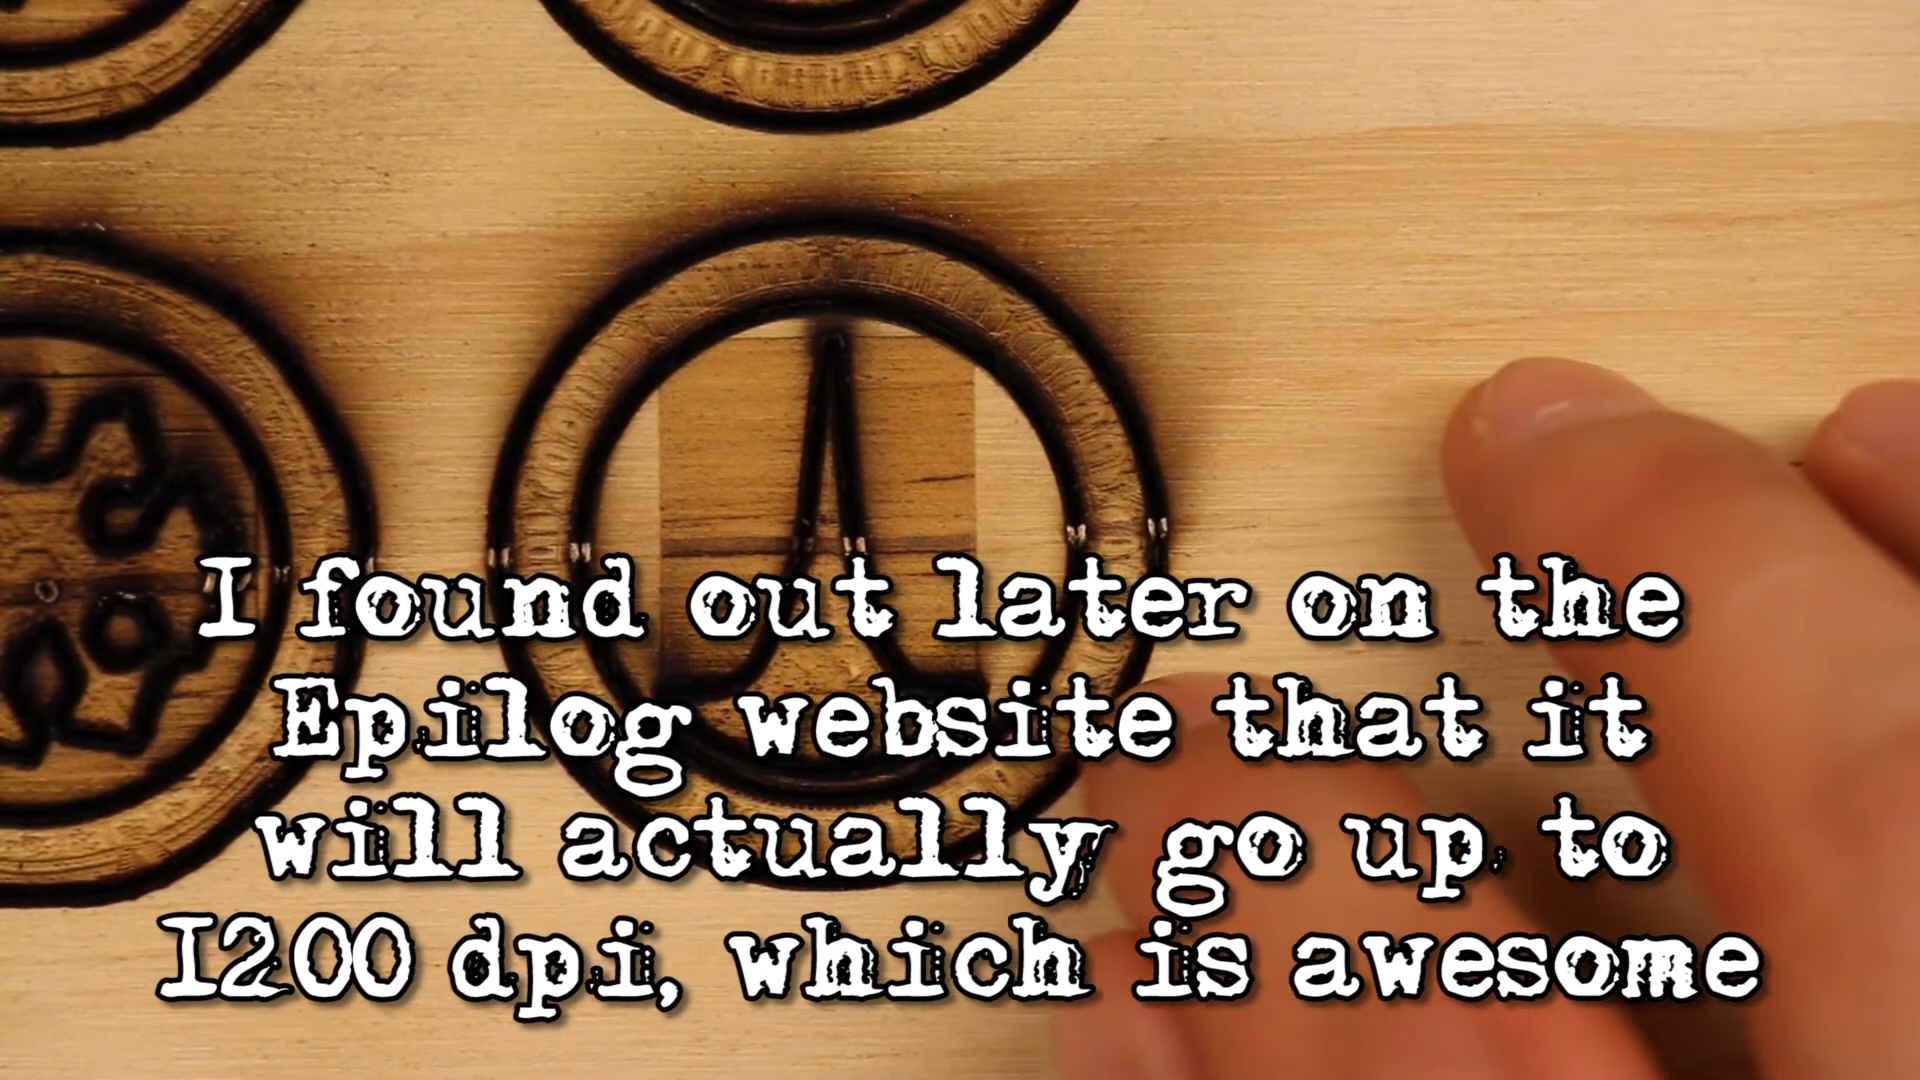 I found out later on the
Epilog website that it
will actually go up to
1200 dpi, which is awesome